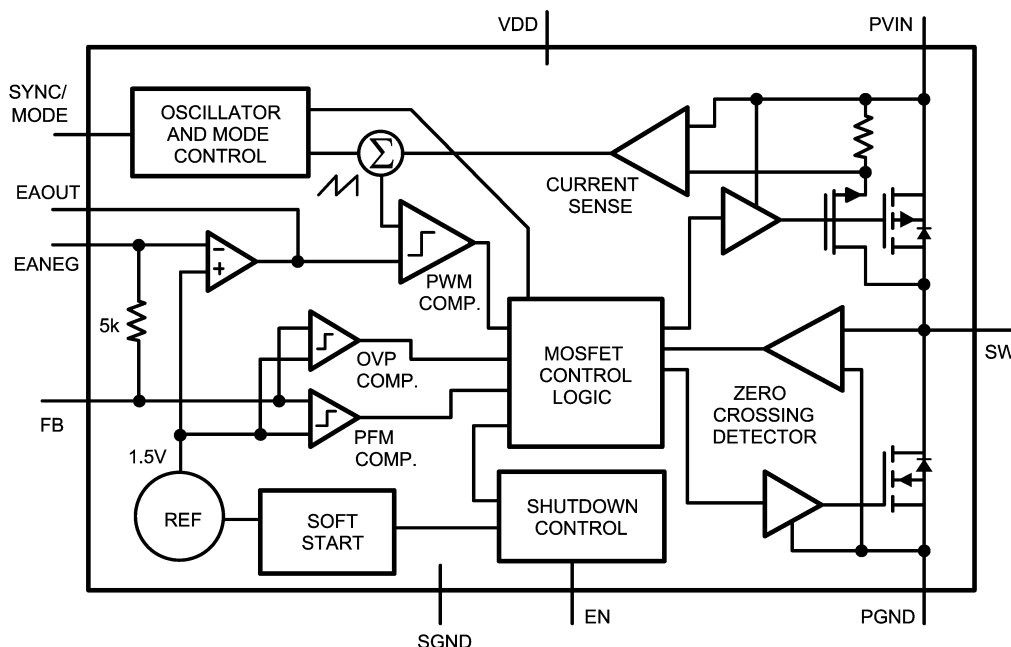 VDD
PVIN
SYNC/
MODE
OSCILLATOR
AND MODE
CONTROL
Σ
CURRENT
SENSE
EAOUT
EANEG
−
+
PWM
COMP.
5k
OVP
COMP.
MOSFET
CONTROL
LOGIC
SW
ZERO
CROSSING
DETECTOR
FB
PFM
COMP.
1.5V
REF
SOFT
START
SHUTDOWN
CONTROL
SGND
EN
PGND